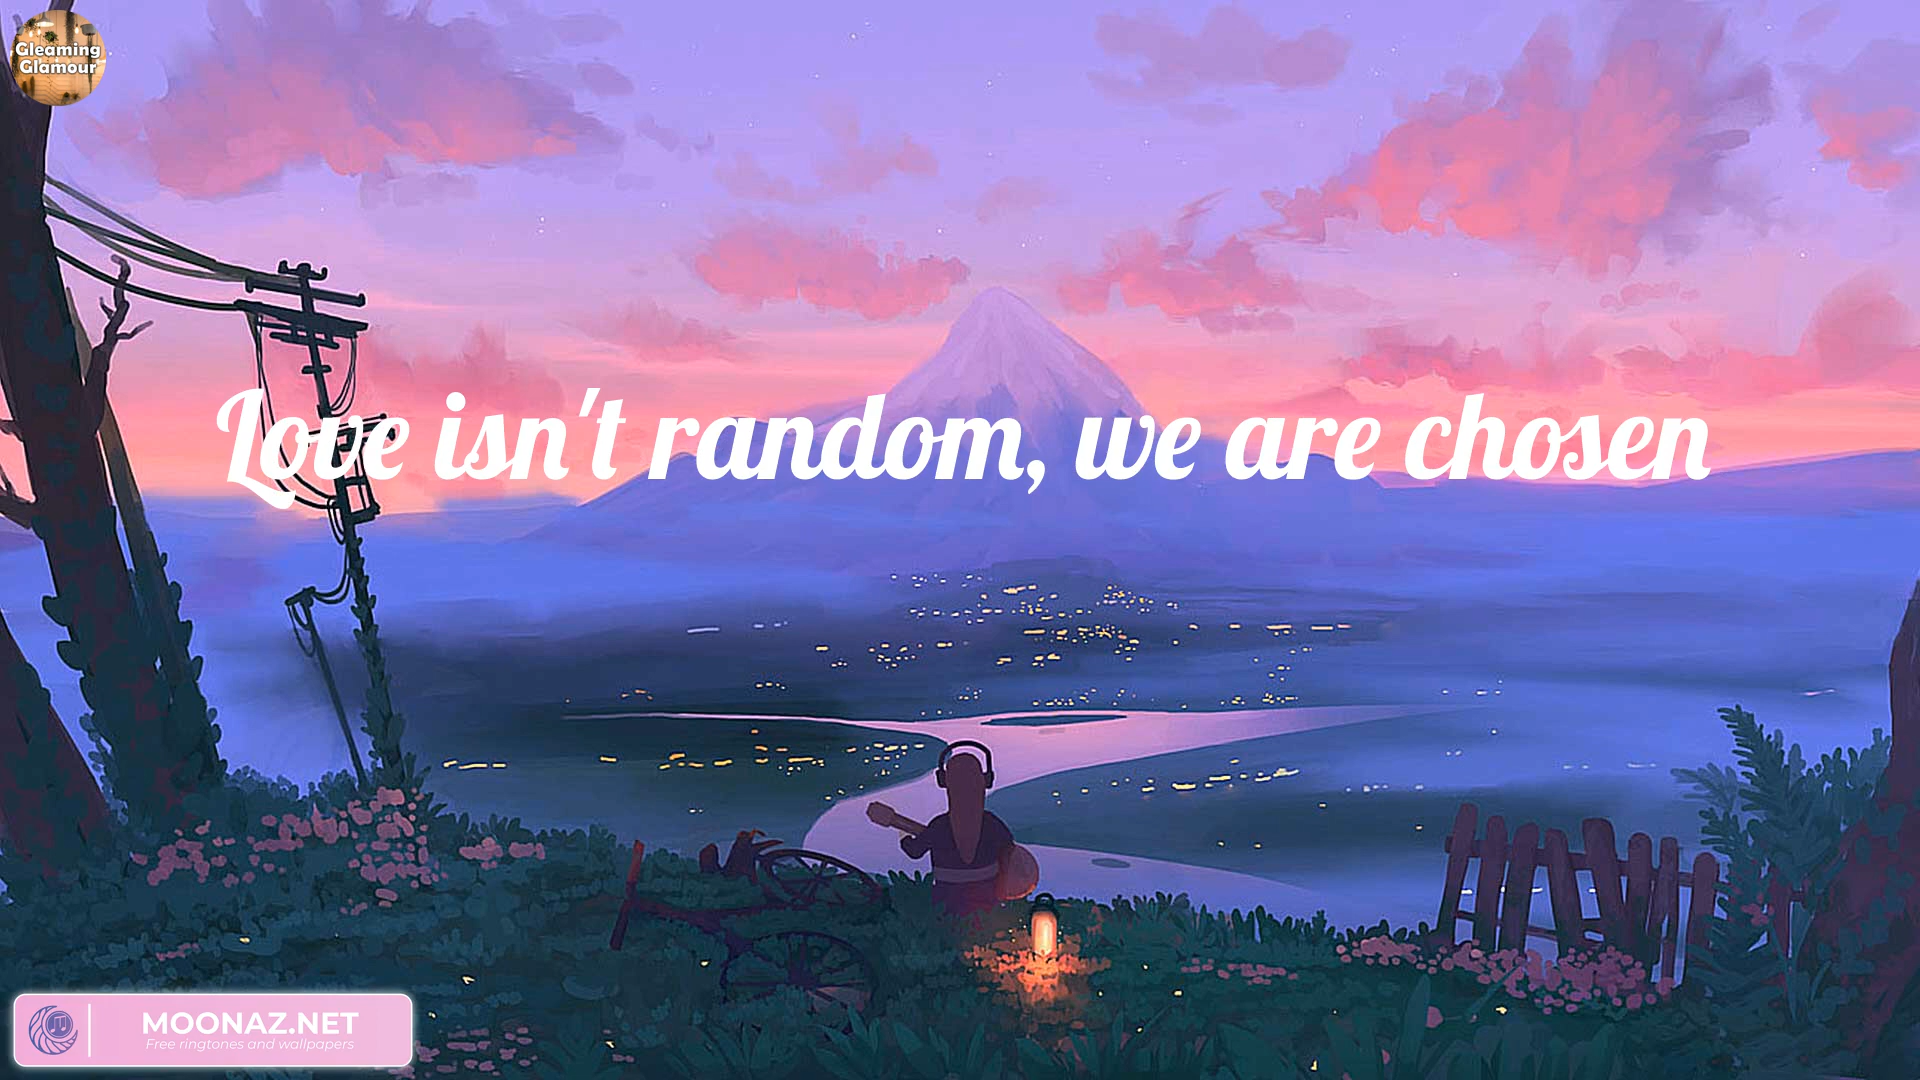 Gleaming
Glamour
Love isn't random, we are chosen
MOONAZ.NET
Free ringtones and wallpapers